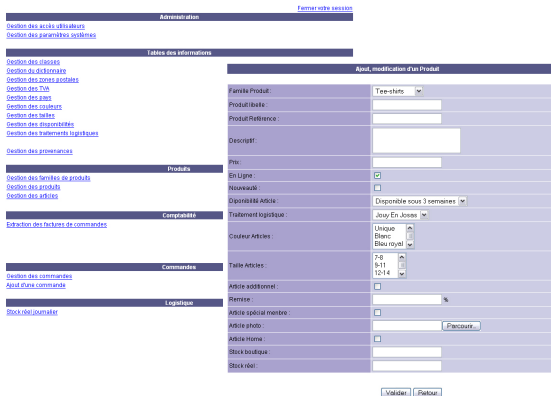 Fermer votre session
Administration
Gestion des accès utilisateurs
Gestion des paramètres systèmes
Tables des informations
Gestion des classes
Gestion du dictionnaire
Gestion des zones postales
Gestion des TVA
Gestion des pays
Gestion des couleurs
Gestion des tailles
Gestion des disponibilités
Gestion des traitements logistiques
Gestion des provenances
Produits
Gestion des familles de produits
Gestion des produits
Gestion des articles
Comptabilité
Extraction des factures de commandes
Commandes
Gestion des commandes
Ajout d'une commande
Logistique
Stock réel journalier
Ajout, modification d'un Produit
Famille Produit : Tee-shirts
Produit libelle :
Produit Reférence :
Descriptif :
Prix :
En Ligne :
Nouveauté :
Diponibilité Article : Disponible sous 3 semaines
Traitement logistique : Jouy En Josas
Couleur Articles : Unique
Blanc
Bleu royal
Taille Articles : 7-8
9-11
12-14
Article additionnel :
Remise : %
Article spécial menbre :
Article photo : Parcourir...
Article Home :
Stock boutique :
Stock réel :
Valider Retour